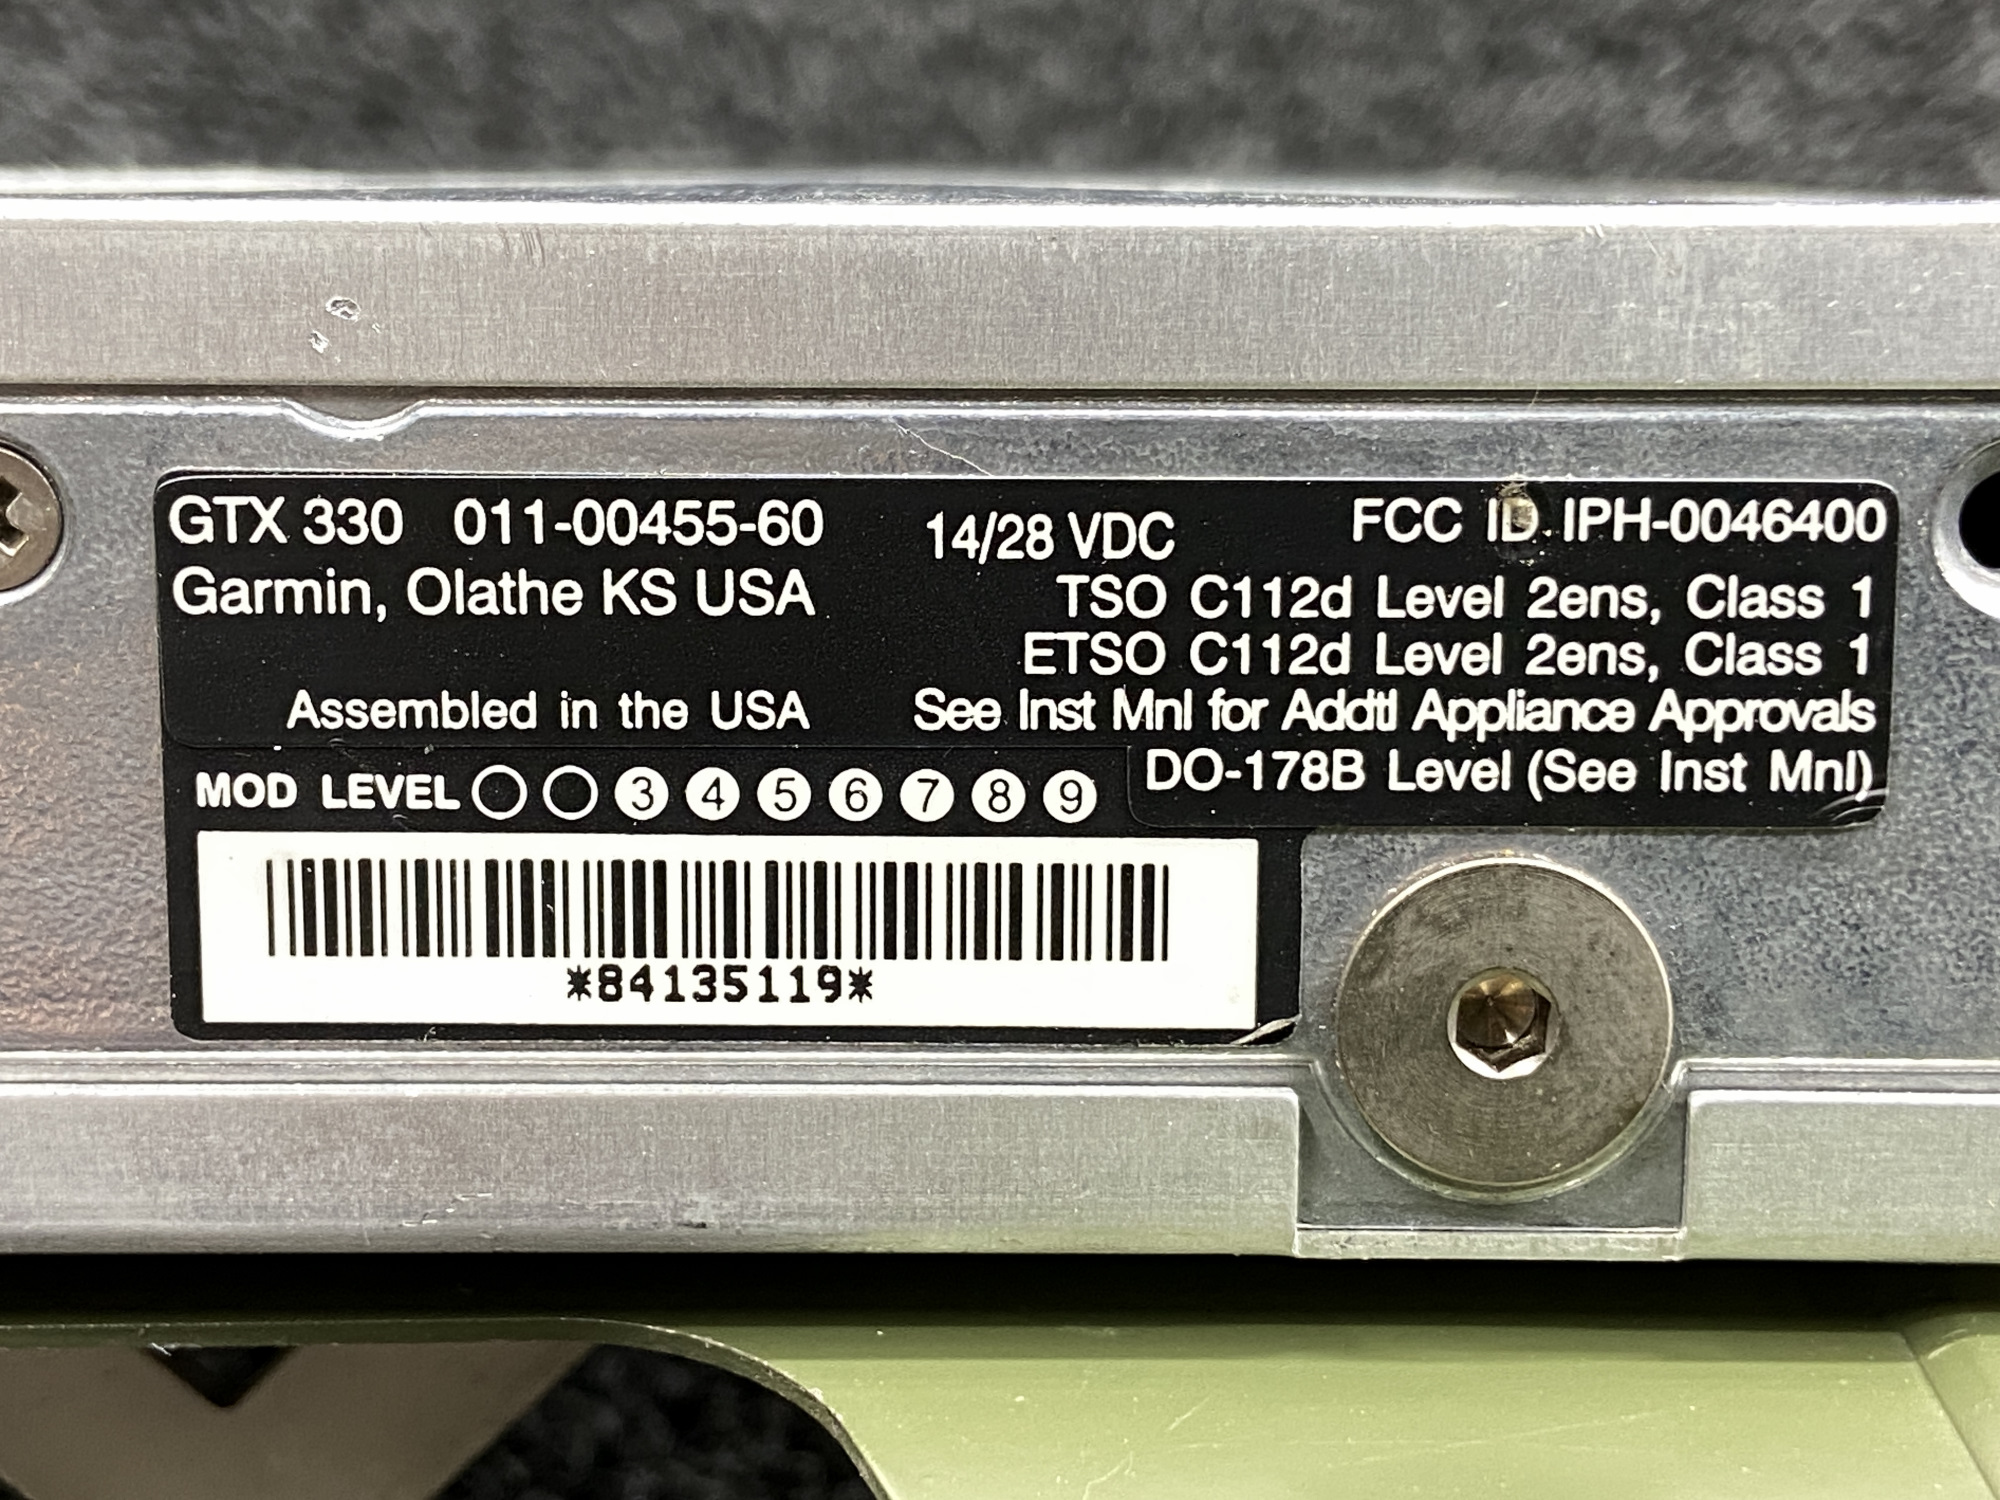 GTX 330 011-00455-60 14/28 VDC FCC ID IPH-0046400
Garmin, Olathe KS USA
TSO C112d Level 2ens, Class 1
ETSO C112d Level 2ens, Class 1
Assembled in the USA
See Inst Mnl for Addtl Appliance Approvals
DO-178B Level (See Inst Mnl)
MOD LEVEL 3 4 5 6 7 8 9
*84135119*